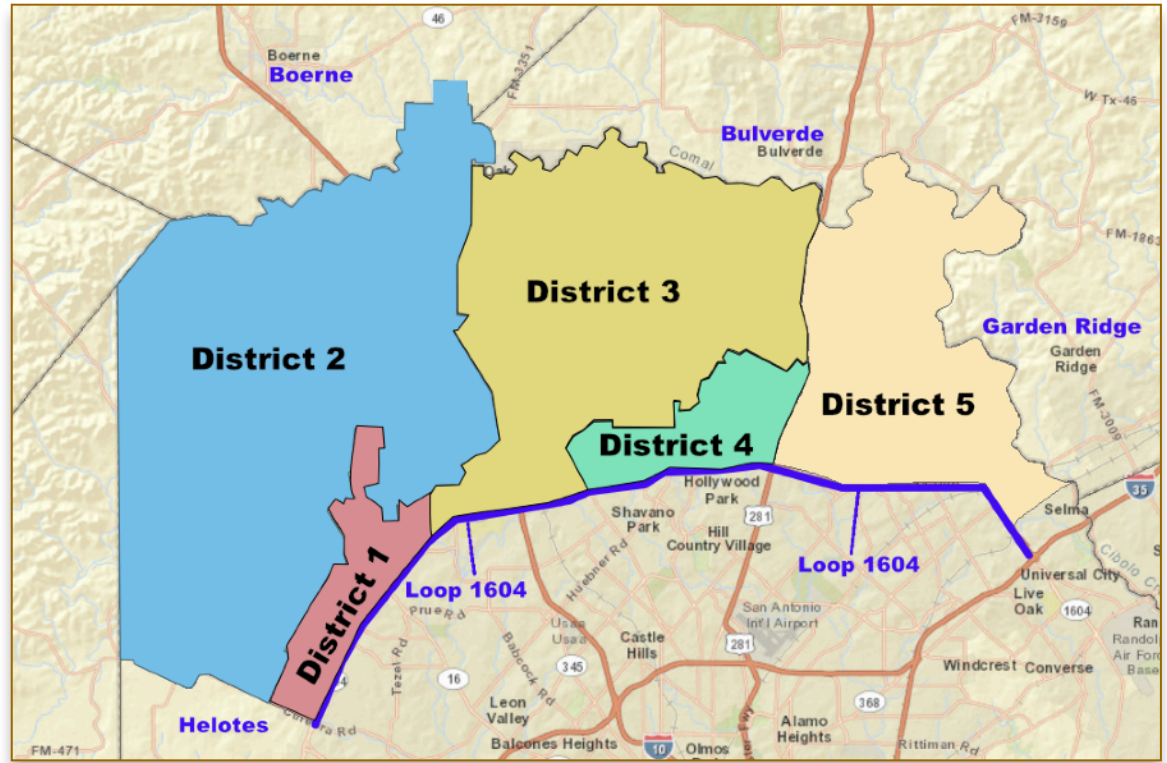 46
FM-3351
FM-3159
Boerne
Boerne
W Tx-46
Bulverde
Bulverde
Comal
FM-1863
District 3
Garden Ridge
Garden
Ridge
District 2
District 5
FM-3009
District 4
Hollywood
Park
35
Selma
Shavano
Park
281
Hill
Country Village
Loop 1604
Huebner Rd
Cibolo
Universal City
District 1
Loop 1604
Live
Oak
1604
Prue Rd
San Antonio
Int'l Airport
Usaa
Usaa
Castle
Hills
281
Tezel Rd
Babcock Rd
345
16
Windcrest
Converse
Leon
Valley
368
Helotes
Alamo
Heights
FM-471
Balcones Heights
10
Olmos
Rittiman Rd